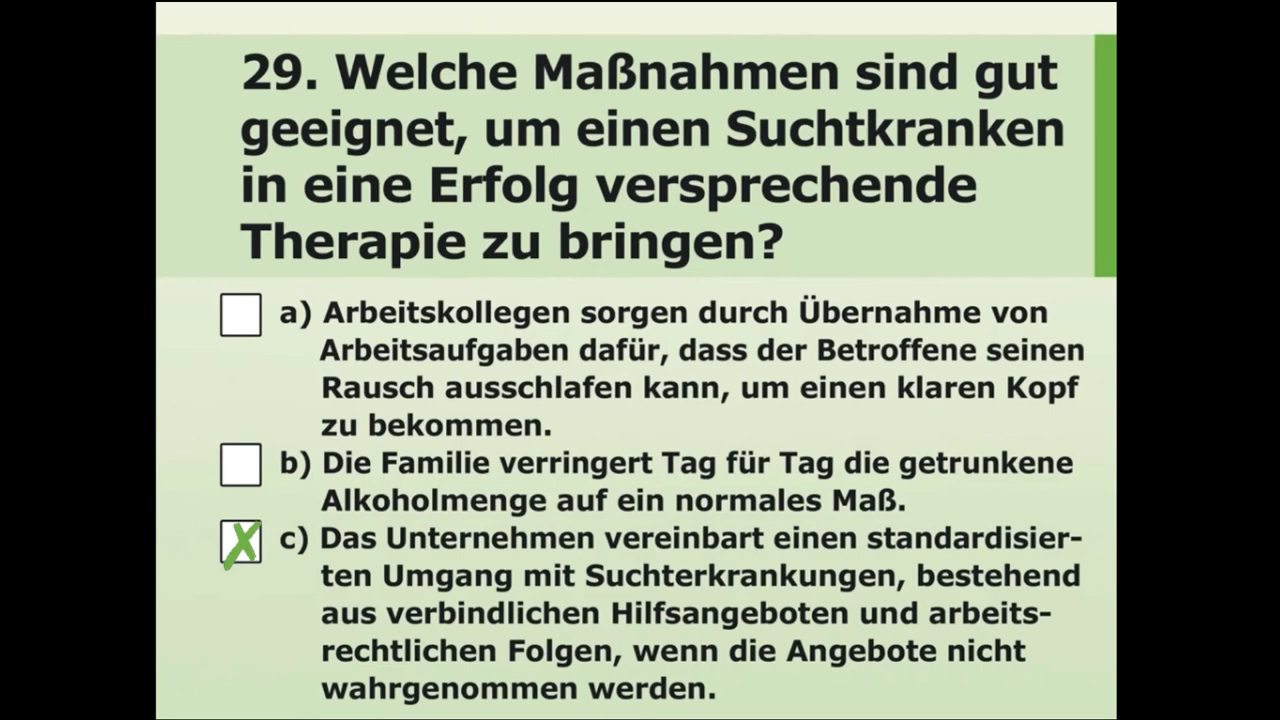 29. Welche Maßnahmen sind gut
geeignet, um einen Suchtkranken
in eine Erfolg versprechende
Therapie zu bringen?
a) Arbeitskollegen sorgen durch Übernahme von
Arbeitsaufgaben dafür, dass der Betroffene seinen
Rausch ausschlafen kann, um einen klaren Kopf
zu bekommen.
b) Die Familie verringert Tag für Tag die getrunkene
Alkoholmenge auf ein normales Maß.
c) Das Unternehmen vereinbart einen standardisier-
ten Umgang mit Suchterkrankungen, bestehend
aus verbindlichen Hilfsangeboten und arbeits-
rechtlichen Folgen, wenn die Angebote nicht
wahrgenommen werden.